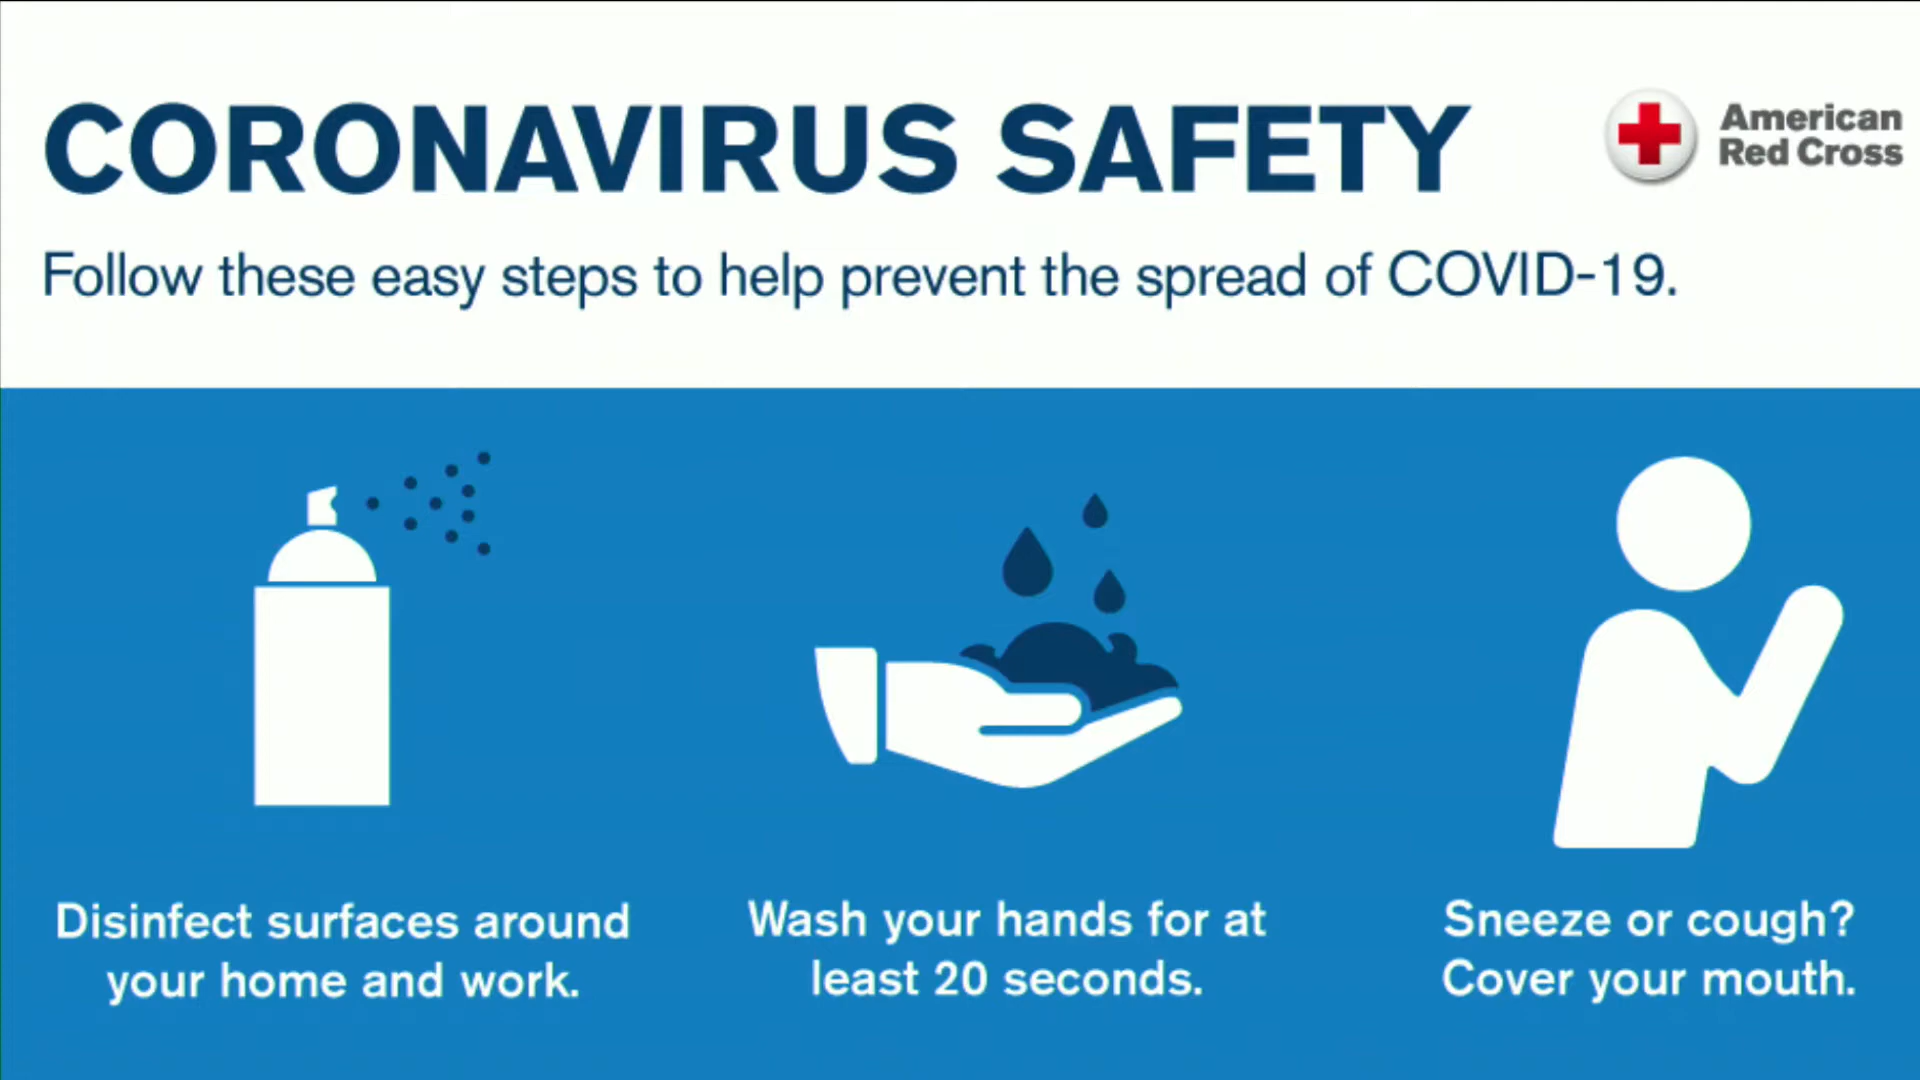 CORONAVIRUS SAFETY
American
Red Cross
Follow these easy steps to help prevent the spread of COVID-19.
Disinfect surfaces around
your home and work.
Wash your hands for at
least 20 seconds.
Sneeze or cough?
Cover your mouth.